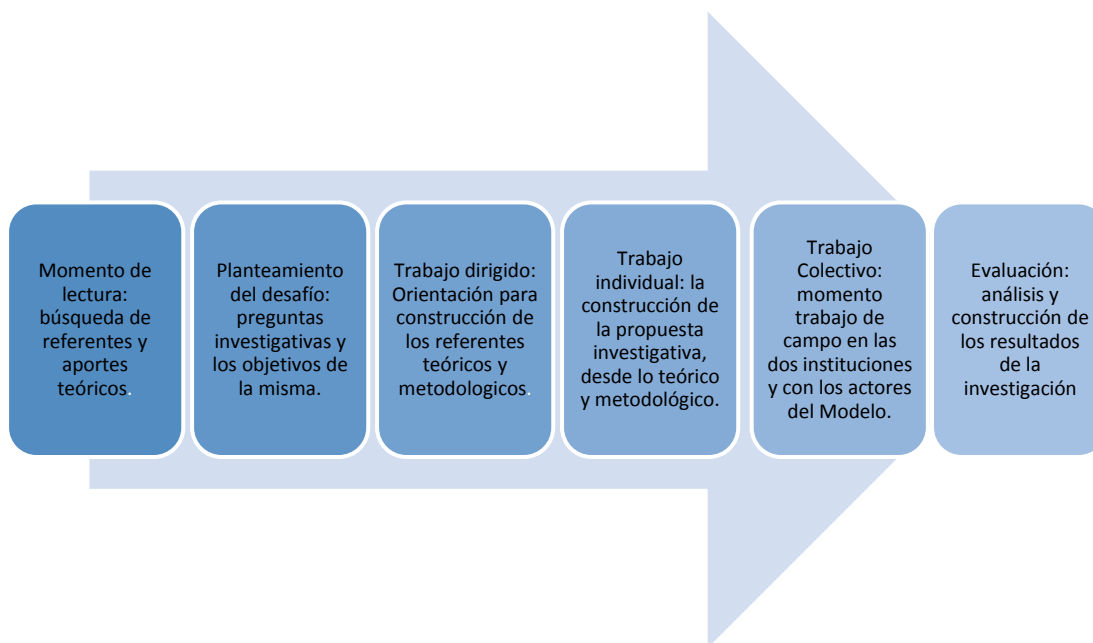 Momento de
lectura:
búsqueda de
referentes y
aportes
teóricos.
Planteamiento
del desafío:
preguntas
investigativas y
los objetivos de
la misma.
Trabajo dirigido:
Orientación para
construcción de
los referentes
teóricos y
metodologicos.
Trabajo
individual: la
construcción de
la propuesta
investigativa,
desde lo teórico
y metodológico.
Trabajo
Colectivo:
momento
trabajo de
campo en las
dos instituciones
y con los actores
del Modelo.
Evaluación:
análisis y
construcción de
los resultados
de la
investigación